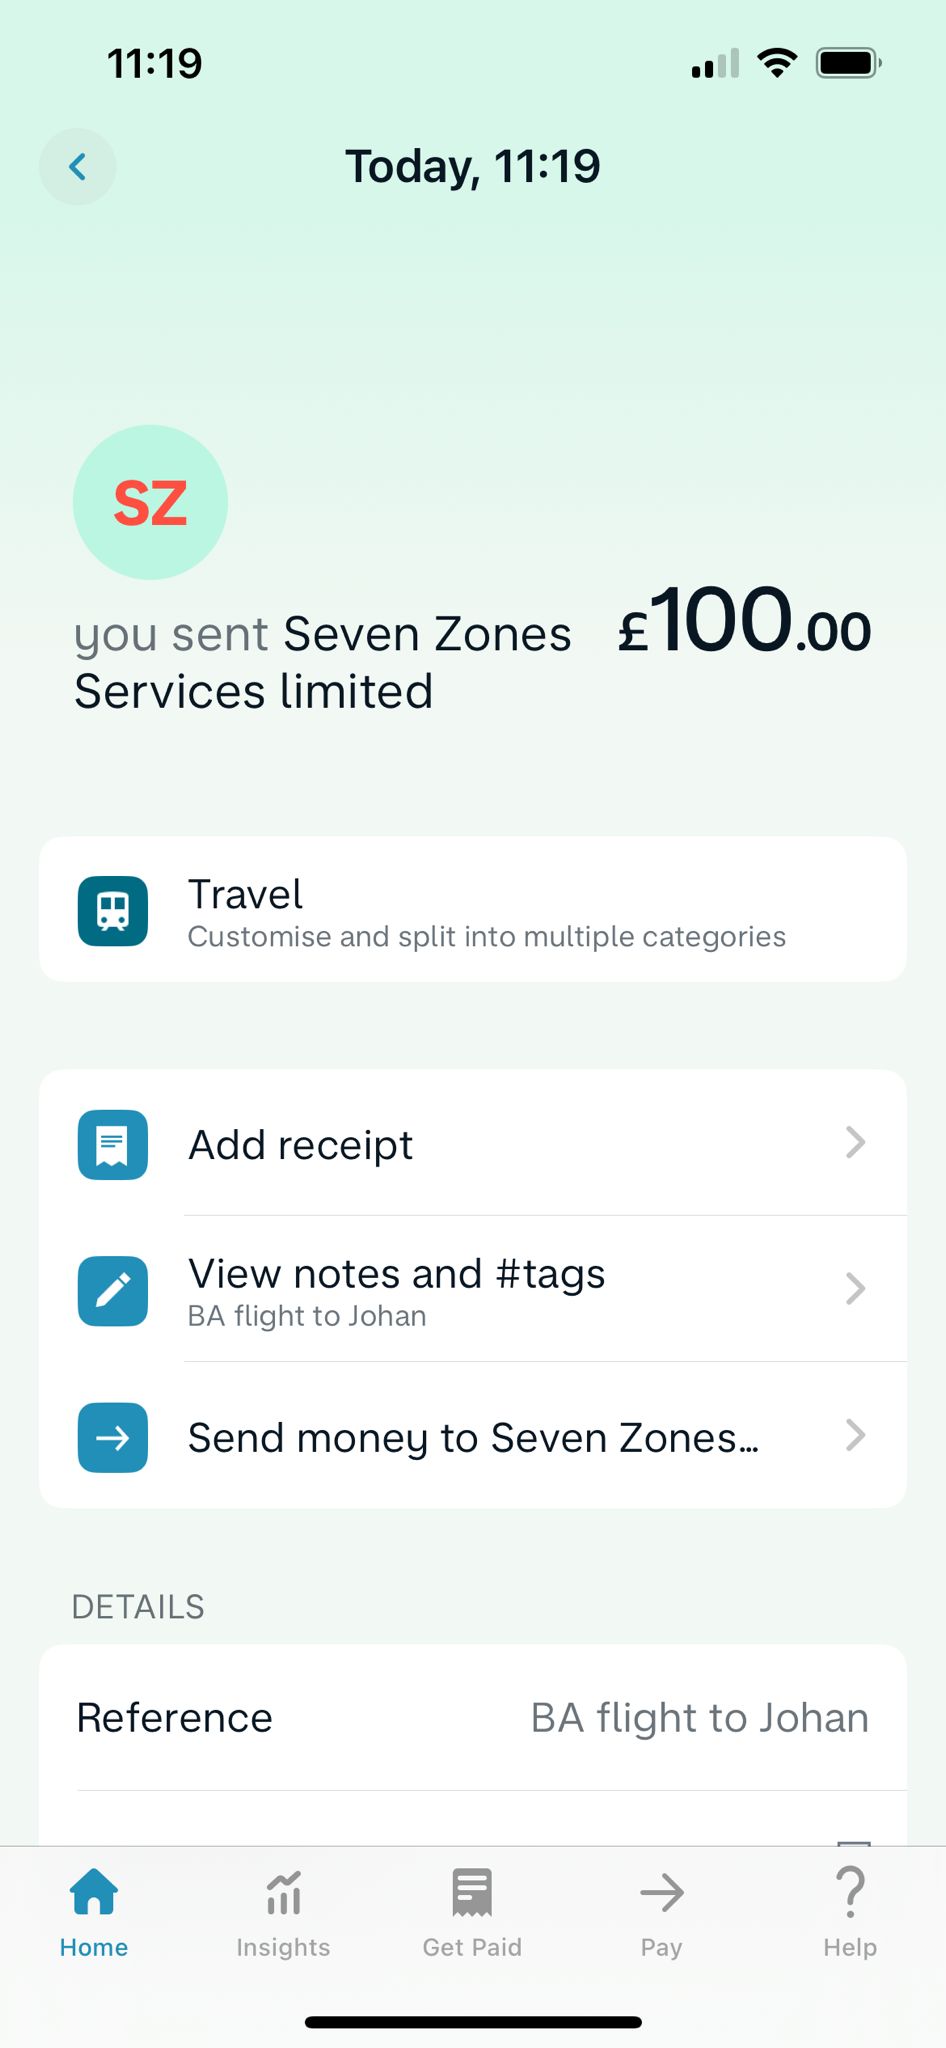 11:19
Today, 11:19
SZ
you sent Seven Zones £100.00
Services limited
Travel
Customise and split into multiple categories
Add receipt
View notes and #tags
BA flight to Johan
Send money to Seven Zones...
DETAILS
Reference BA flight to Johan
Home Insights Get Paid Pay Help